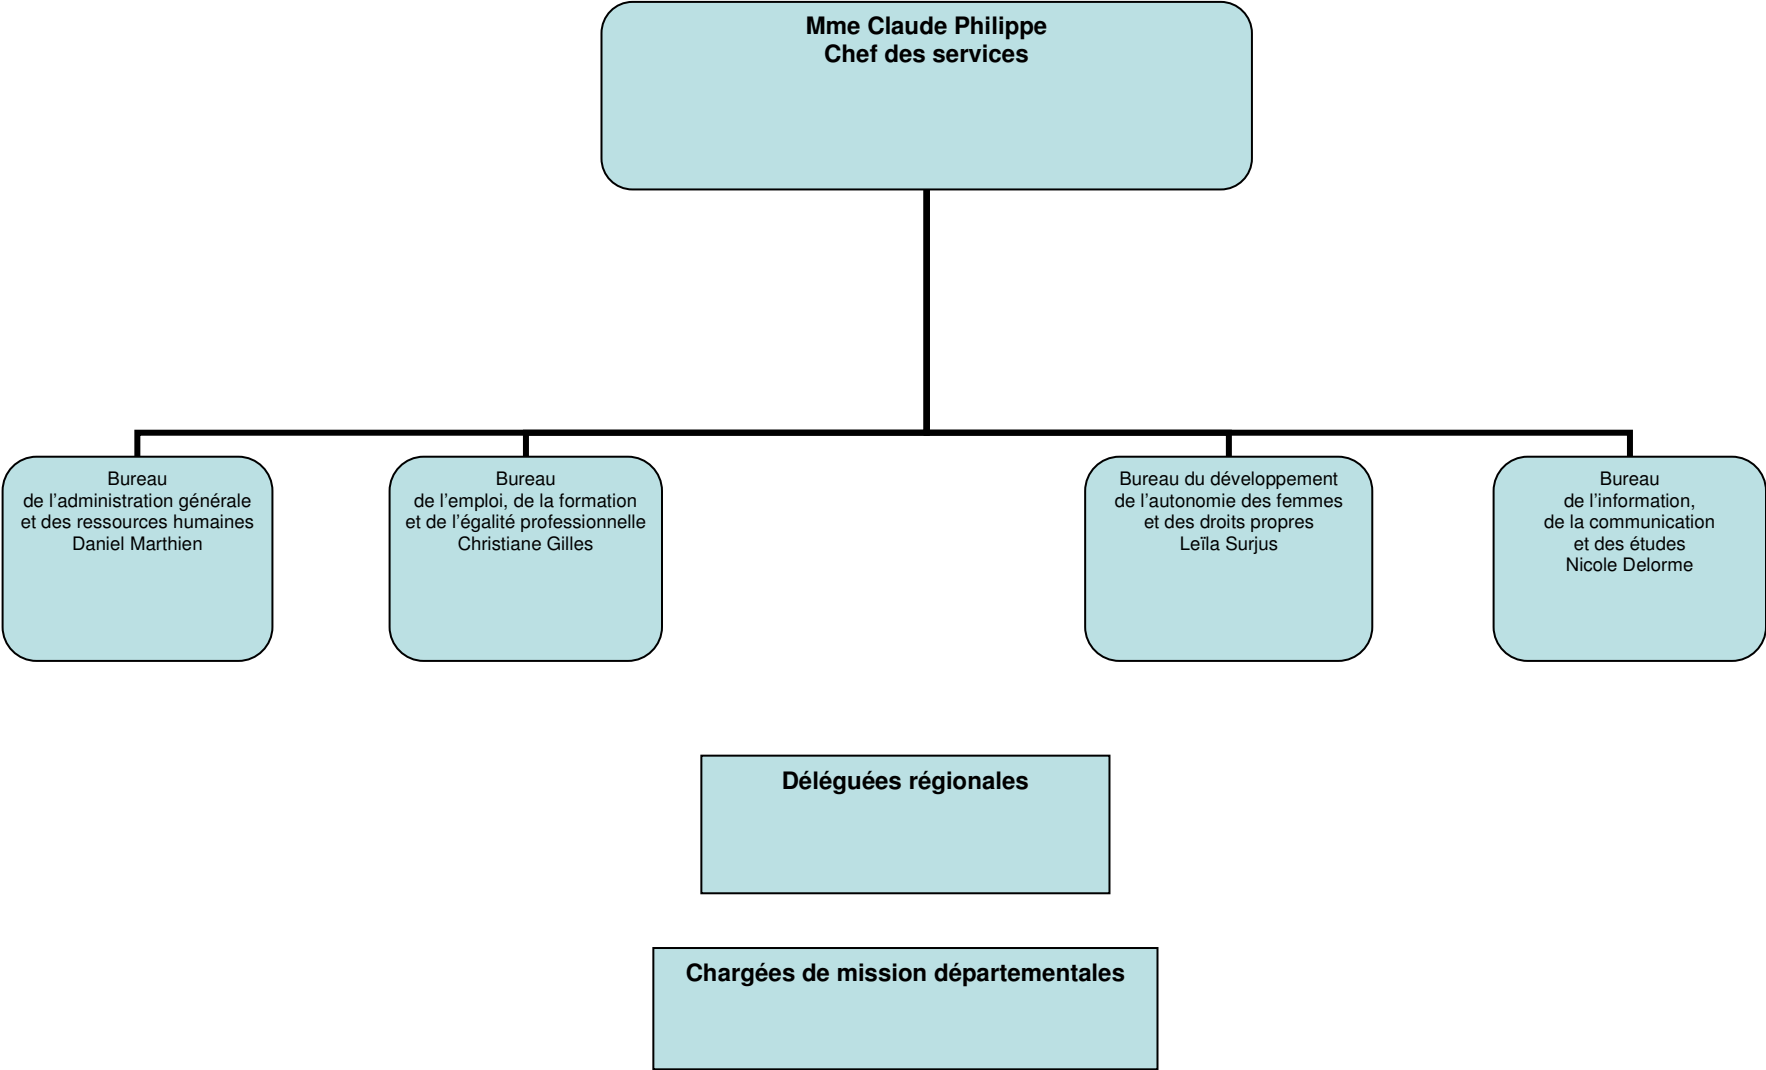 Mme Claude Philippe
Chef des services
Bureau
de l’administration générale
et des ressources humaines
Daniel Marthien
Bureau
de l’emploi, de la formation
et de l’égalité professionnelle
Christiane Gilles
Bureau du développement
de l’autonomie des femmes
et des droits propres
Leïla Surjus
Bureau
de l’information,
de la communication
et des études
Nicole Delorme
Déléguées régionales
Chargées de mission départementales